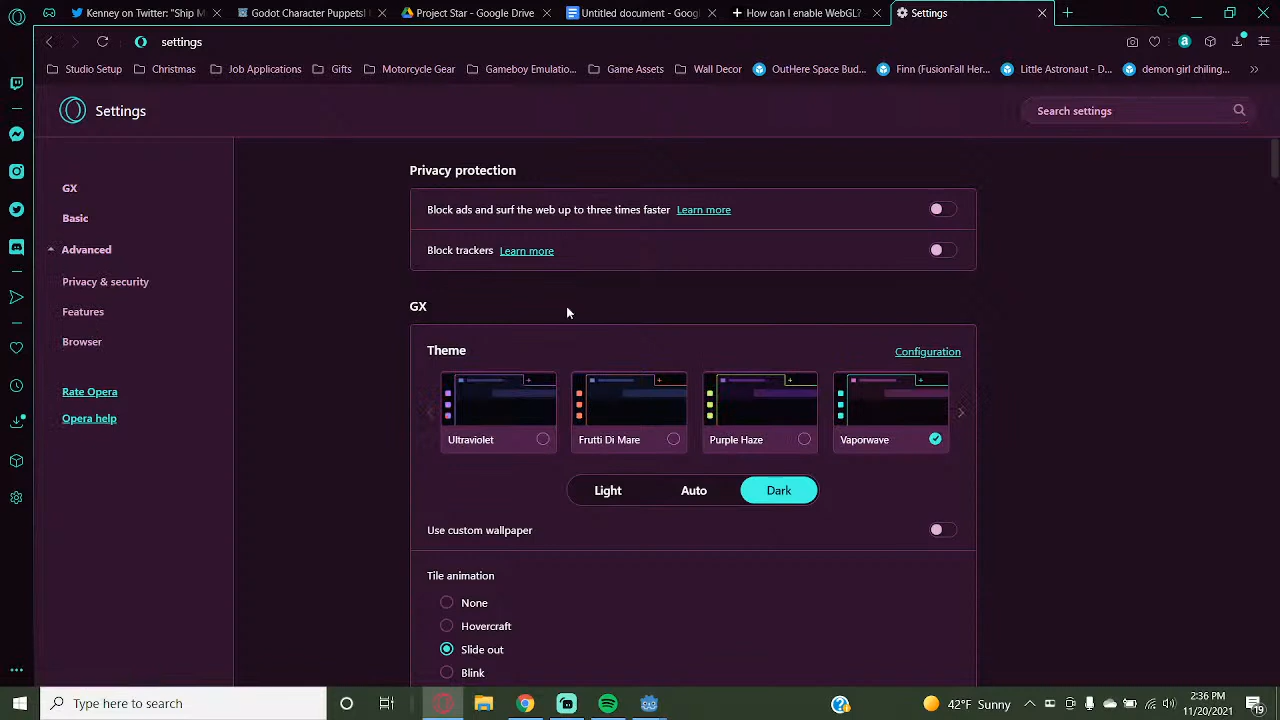 Kenney on Twitter: "Ship M
Godot Character Puppets!
Project Star - Google Drive
Untitled document - Goog
How can I enable WebGL?
Settings
settings
Studio Setup
Christmas
Job Applications
Gifts
Motorcycle Gear
Gameboy Emulatio...
Game Assets
Wall Decor
OutHere Space Bud...
Finn (FusionFall Her...
Little Astronaut - D...
demon girl chiling...
Settings
Search settings
GX
Basic
Advanced
Privacy & security
Features
Browser
Rate Opera
Opera help
Privacy protection
Block ads and surf the web up to three times faster Learn more
Block trackers Learn more
GX
Theme
Configuration
Ultraviolet
Frutti Di Mare
Purple Haze
Vaporwave
Light
Auto
Dark
Use custom wallpaper
Tile animation
None
Hovercraft
Slide out
Blink
Type here to search
42°F Sunny
2:36 PM
11/20/2021